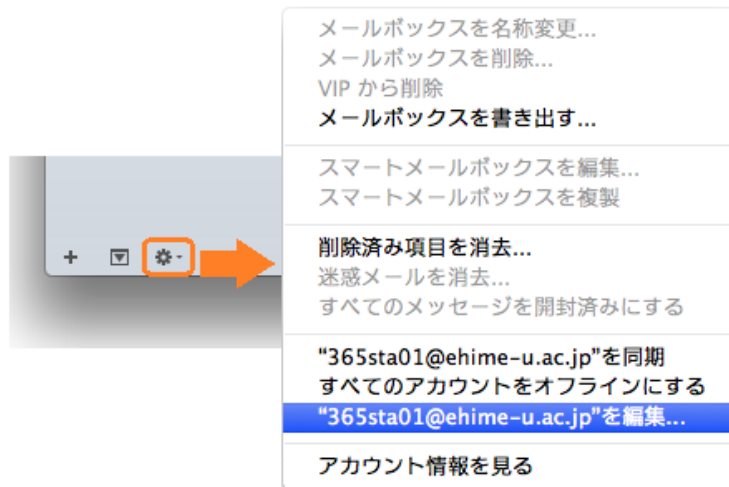 メールボックスを名称変更...
メールボックスを削除...
VIP から削除
メールボックスを書き出す...
スマートメールボックスを編集...
スマートメールボックスを複製
削除済み項目を消去...
迷惑メールを消去...
すべてのメッセージを開封済みにする
“365sta01@ehime-u.ac.jp”を同期
すべてのアカウントをオフラインにする
“365sta01@ehime-u.ac.jp”を編集...
アカウント情報を見る